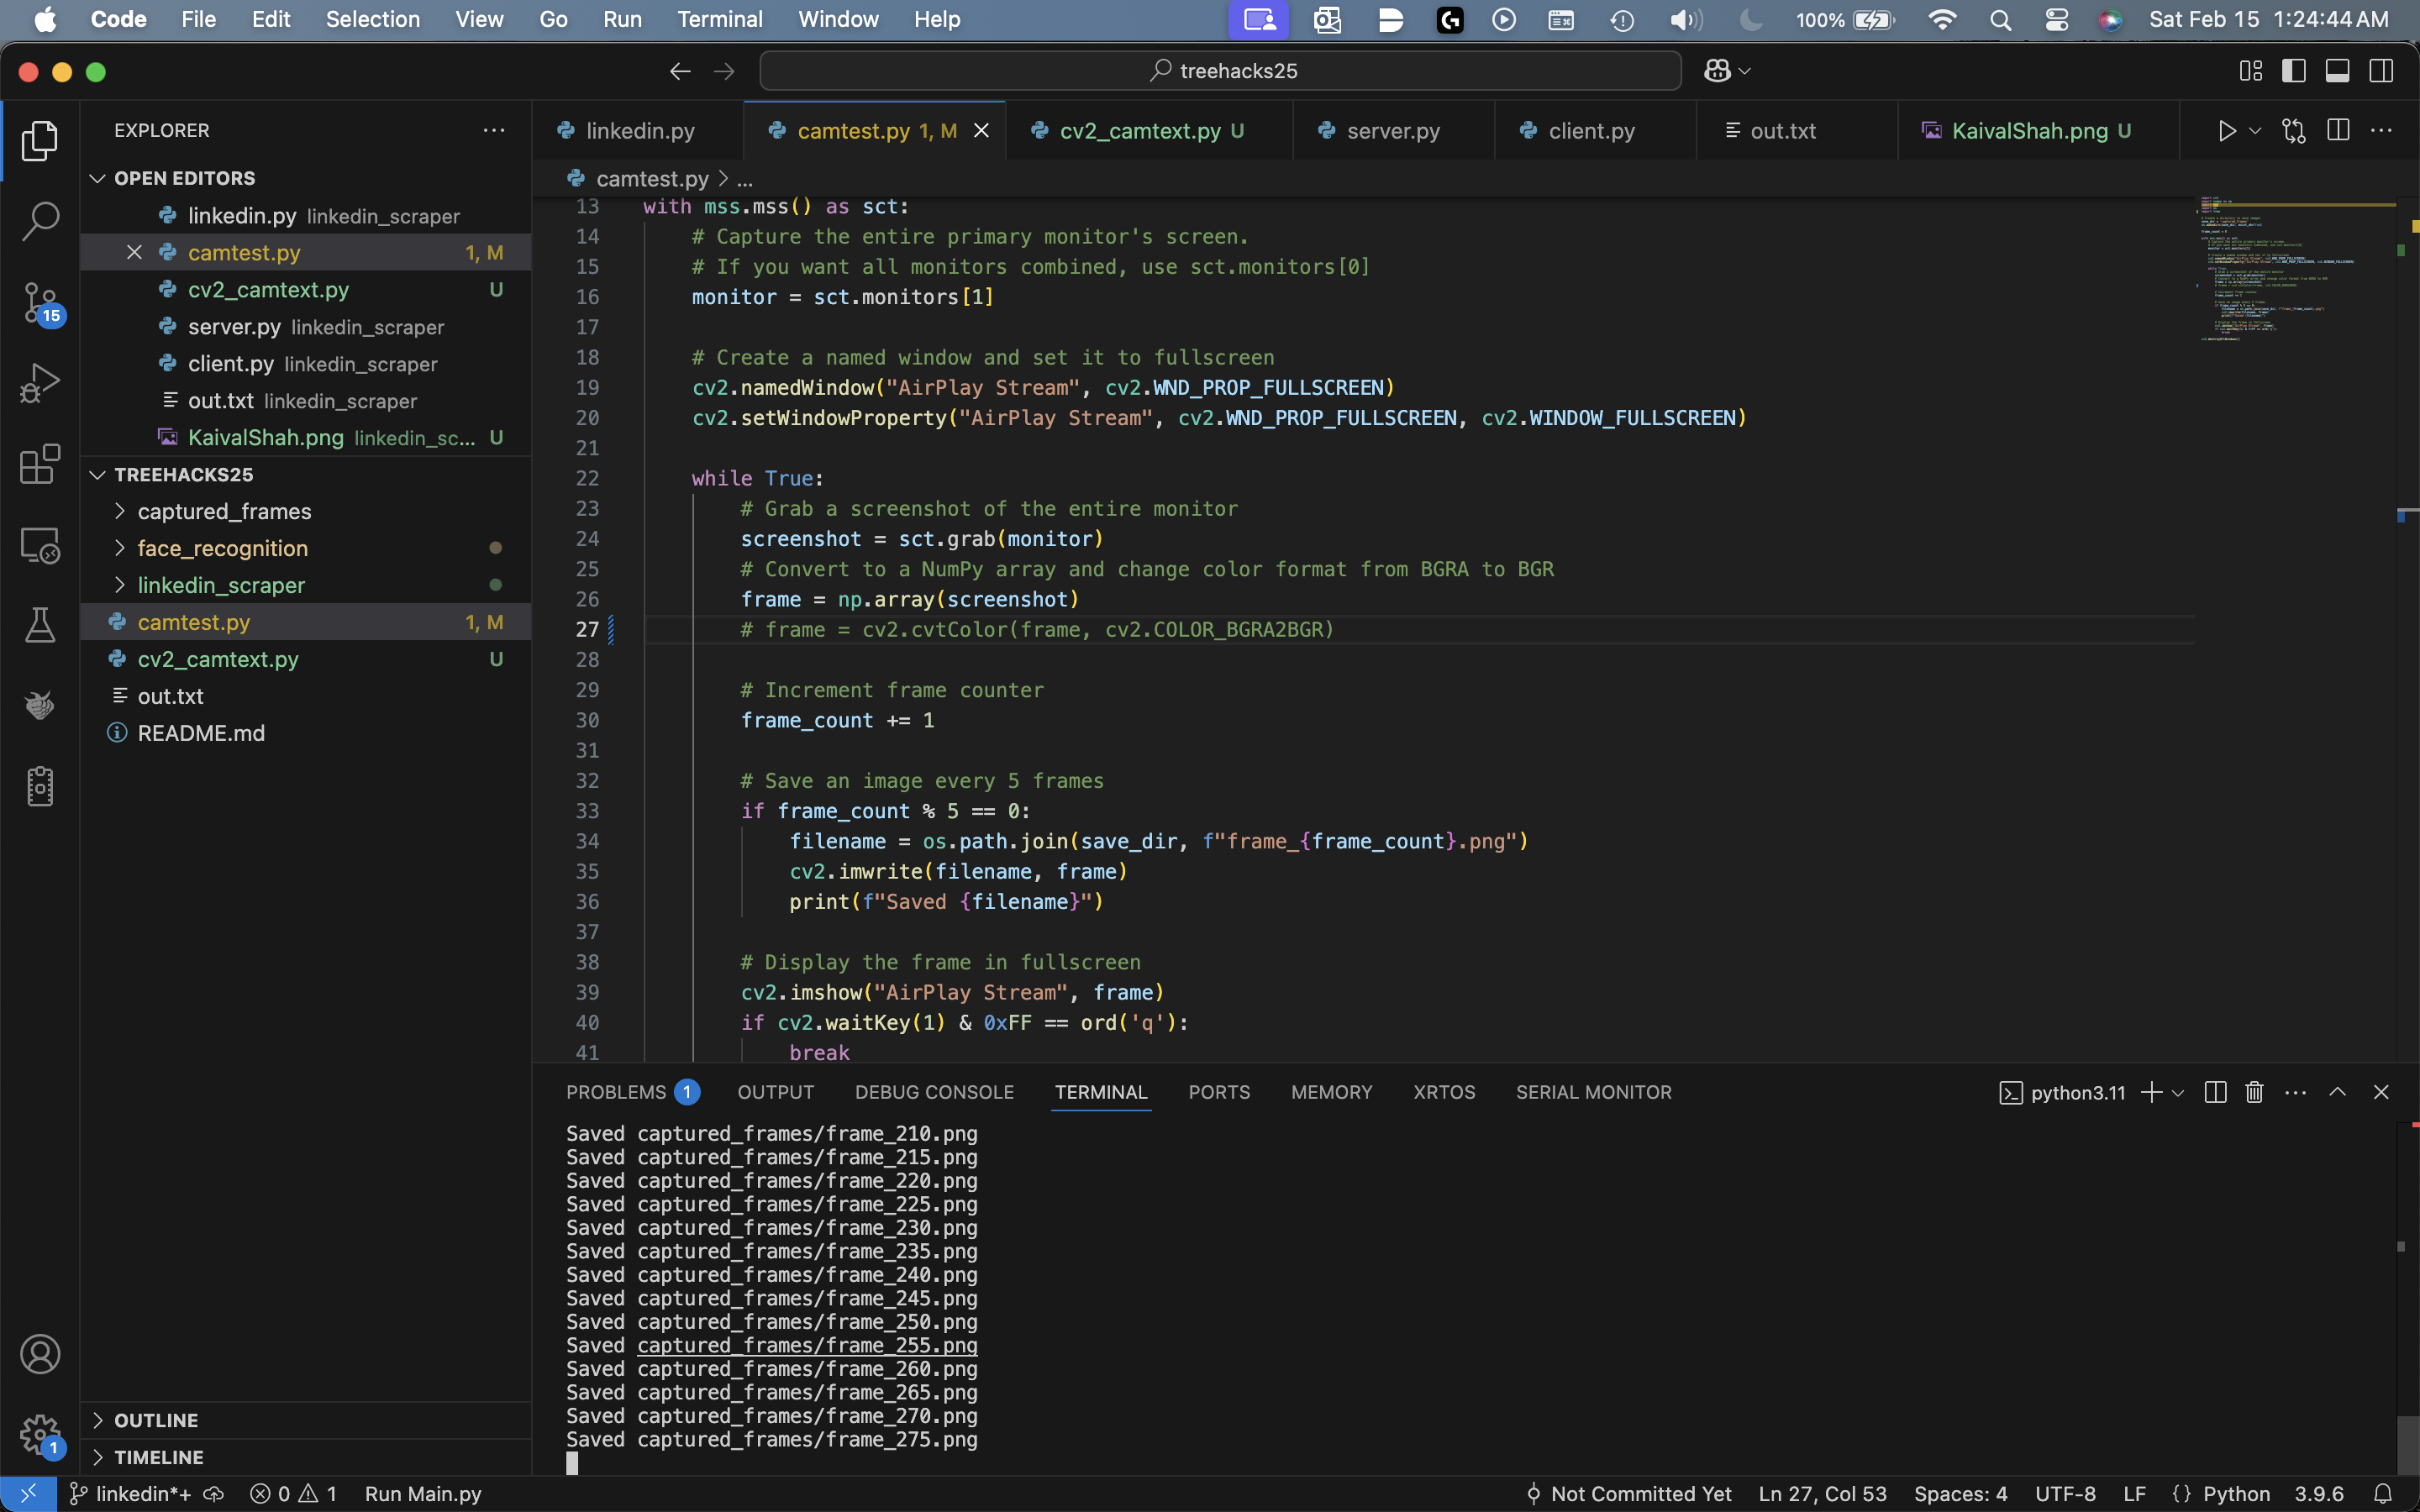 Code File Edit Selection View Go Run Terminal Window Help 100% Sat Feb 15 1:24:44 AM
treehacks25
EXPLORER
OPEN EDITORS
linkedin.py linkedin_scraper
camtest.py 1, M
cv2_camtext.py U
server.py linkedin_scraper
client.py linkedin_scraper
out.txt linkedin_scraper
KaivalShah.png linkedin_sc... U
TREEHACKS25
captured_frames
face_recognition
linkedin_scraper
camtest.py 1, M
cv2_camtext.py U
out.txt
README.md
OUTLINE
TIMELINE
15
1
linkedin.py camtest.py 1, M cv2_camtext.py U server.py client.py out.txt KaivalShah.png U
camtest.py > ...
13 with mss.mss() as sct:
14 # Capture the entire primary monitor's screen.
15 # If you want all monitors combined, use sct.monitors[0]
16 monitor = sct.monitors[1]
17
18 # Create a named window and set it to fullscreen
19 cv2.namedWindow("AirPlay Stream", cv2.WND_PROP_FULLSCREEN)
20 cv2.setWindowProperty("AirPlay Stream", cv2.WND_PROP_FULLSCREEN, cv2.WINDOW_FULLSCREEN)
21
22 while True:
23 # Grab a screenshot of the entire monitor
24 screenshot = sct.grab(monitor)
25 # Convert to a NumPy array and change color format from BGRA to BGR
26 frame = np.array(screenshot)
27 # frame = cv2.cvtColor(frame, cv2.COLOR_BGRA2BGR)
28
29 # Increment frame counter
30 frame_count += 1
31
32 # Save an image every 5 frames
33 if frame_count % 5 == 0:
34 filename = os.path.join(save_dir, f"frame_{frame_count}.png")
35 cv2.imwrite(filename, frame)
36 print(f"Saved {filename}")
37
38 # Display the frame in fullscreen
39 cv2.imshow("AirPlay Stream", frame)
40 if cv2.waitKey(1) & 0xFF == ord('q'):
41 break
PROBLEMS 1 OUTPUT DEBUG CONSOLE TERMINAL PORTS MEMORY XRTOS SERIAL MONITOR python3.11
Saved captured_frames/frame_210.png
Saved captured_frames/frame_215.png
Saved captured_frames/frame_220.png
Saved captured_frames/frame_225.png
Saved captured_frames/frame_230.png
Saved captured_frames/frame_235.png
Saved captured_frames/frame_240.png
Saved captured_frames/frame_245.png
Saved captured_frames/frame_250.png
Saved captured_frames/frame_255.png
Saved captured_frames/frame_260.png
Saved captured_frames/frame_265.png
Saved captured_frames/frame_270.png
Saved captured_frames/frame_275.png
linkedin*+ 0 1 Run Main.py Not Committed Yet Ln 27, Col 53 Spaces: 4 UTF-8 LF {} Python 3.9.6